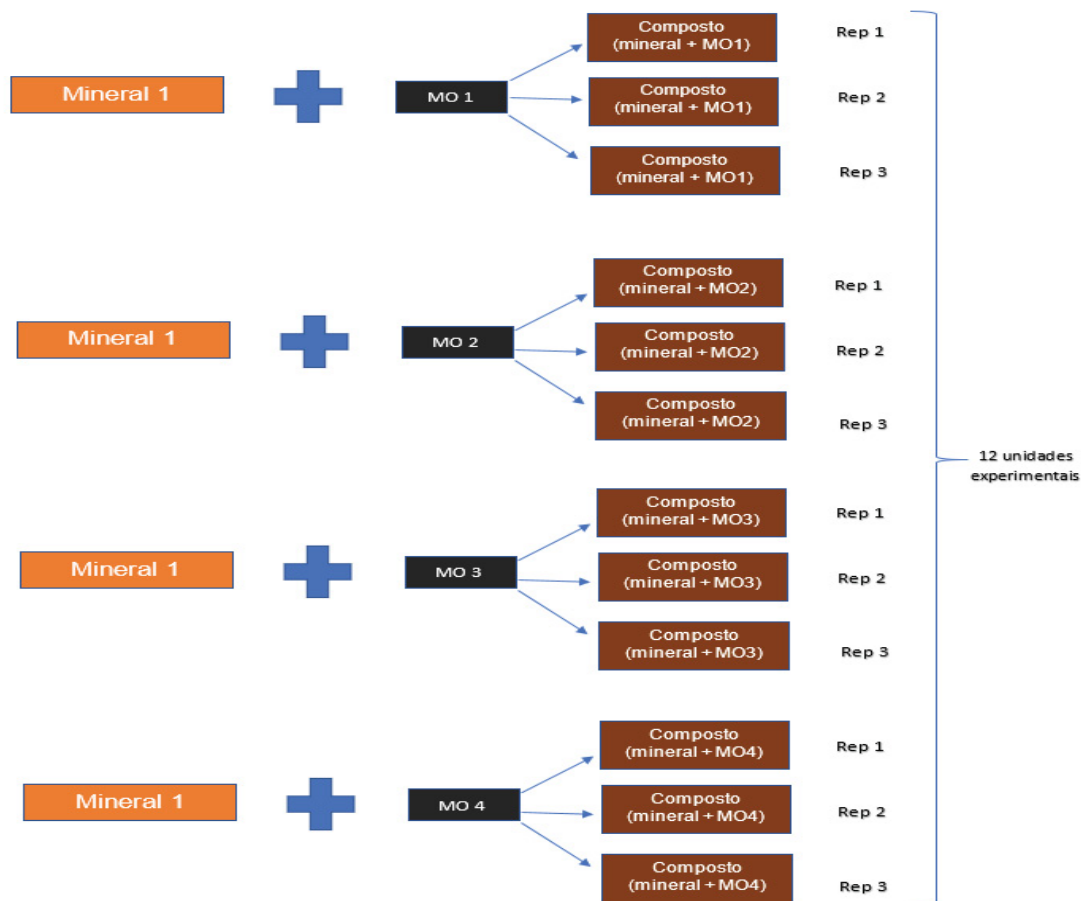 Composto
(mineral + MO1)
Rep 1
Mineral 1
MO 1
Composto
(mineral + MO1)
Rep 2
Composto
(mineral + MO1)
Rep 3
Composto
(mineral + MO2)
Rep 1
Mineral 1
MO 2
Composto
(mineral + MO2)
Rep 2
Composto
(mineral + MO2)
Rep 3
12 unidades
experimentais
Composto
(mineral + MO3)
Rep 1
Mineral 1
MO 3
Composto
(mineral + MO3)
Rep 2
Composto
(mineral + MO3)
Rep 3
Composto
(mineral + MO4)
Rep 1
Mineral 1
MO 4
Composto
(mineral + MO4)
Rep 2
Composto
(mineral + MO4)
Rep 3